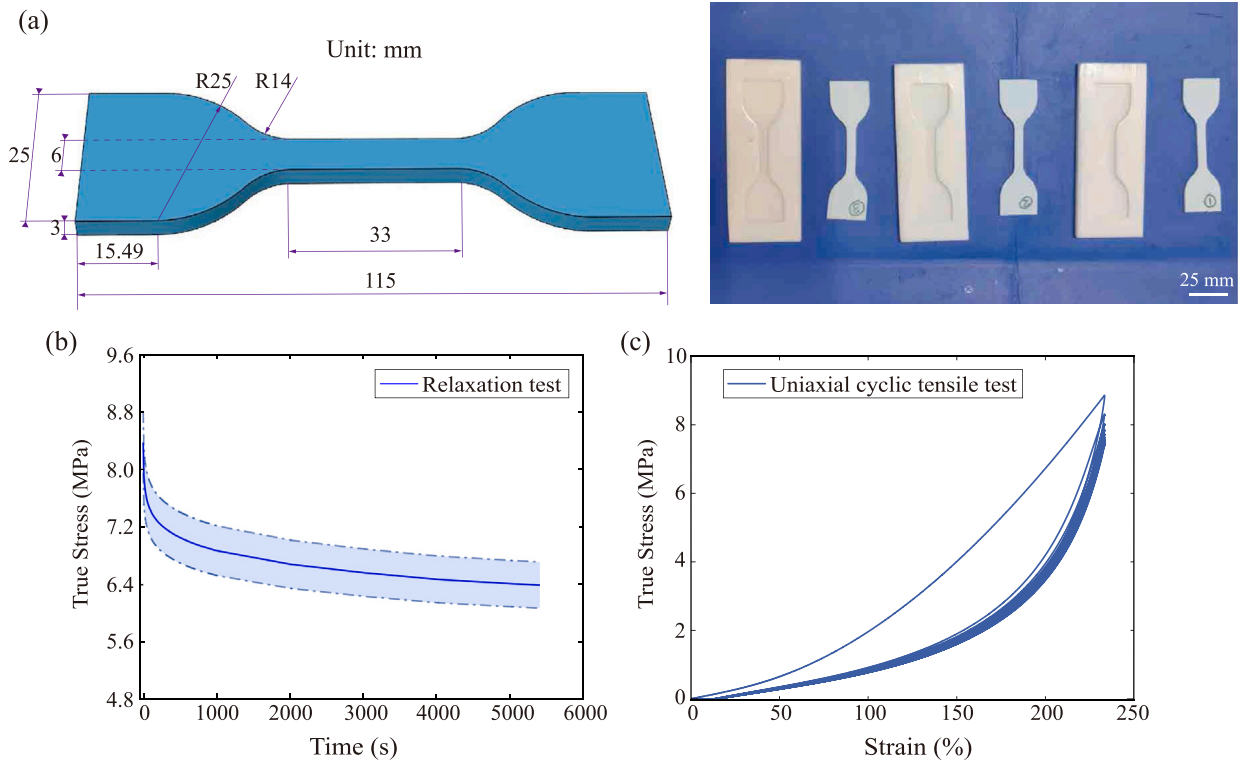 (a)
Unit: mm
R25
R14
25
6
3
15.49
33
115
3
2
1
25 mm
(b)
9.6
8.8
8.0
7.2
6.4
5.6
4.8
True Stress (MPa)
Relaxation test
0
1000
2000
3000
4000
5000
6000
Time (s)
(c)
10
8
6
4
2
0
True Stress (MPa)
Uniaxial cyclic tensile test
0
50
100
150
200
250
Strain (%)